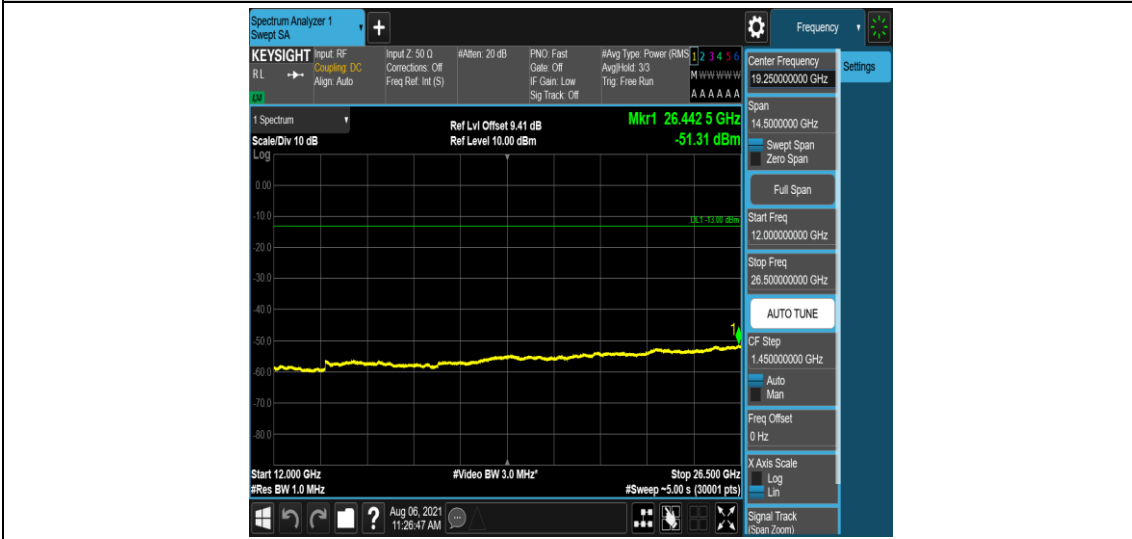 Spectrum Analyzer 1
Swept SA
+
Frequency
KEYSIGHT
RL
Input: RF
Coupling: DC
Align: Auto
Input Z: 50 Ω
Corrections: Off
Freq Ref: Int (S)
#Atten: 20 dB
PNO: Fast
Gate: Off
IF Gain: Low
Sig Track: Off
#Avg Type: Power (RMS
Avg|Hold: 3/3
Trig: Free Run
1 2 3 4 5 6
M W W W W W
A A A A A A
1 Spectrum
Scale/Div 10 dB
Log
Ref Lvl Offset 9.41 dB
Ref Level 10.00 dBm
Mkr1 26.442 5 GHz
-51.31 dBm
0.00
-10.0
DL1 -13.00 dBm
-20.0
-30.0
-40.0
1
-50.0
-60.0
-70.0
-80.0
Start 12.000 GHz
#Res BW 1.0 MHz
#Video BW 3.0 MHz*
Stop 26.500 GHz
#Sweep ~5.00 s (30001 pts)
Center Frequency
19.250000000 GHz
Settings
Span
14.5000000 GHz
Swept Span
Zero Span
Full Span
Start Freq
12.000000000 GHz
Stop Freq
26.500000000 GHz
AUTO TUNE
CF Step
1.450000000 GHz
Auto
Man
Freq Offset
0 Hz
X Axis Scale
Log
Lin
Signal Track
(Span Zoom)
?
Aug 06, 2021
11:26:47 AM